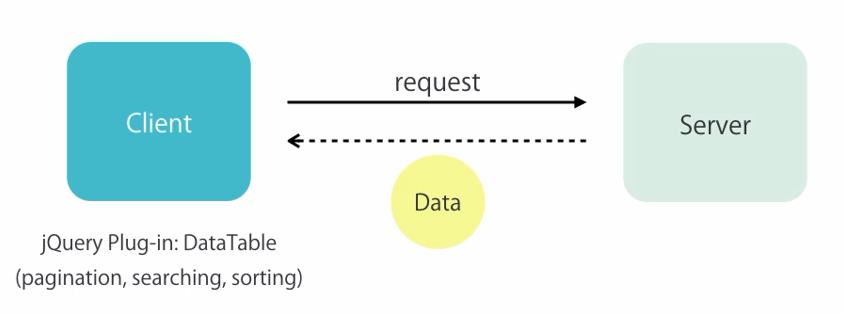 request
Client
Server
Data
jQuery Plug-in: DataTable
(pagination, searching, sorting)